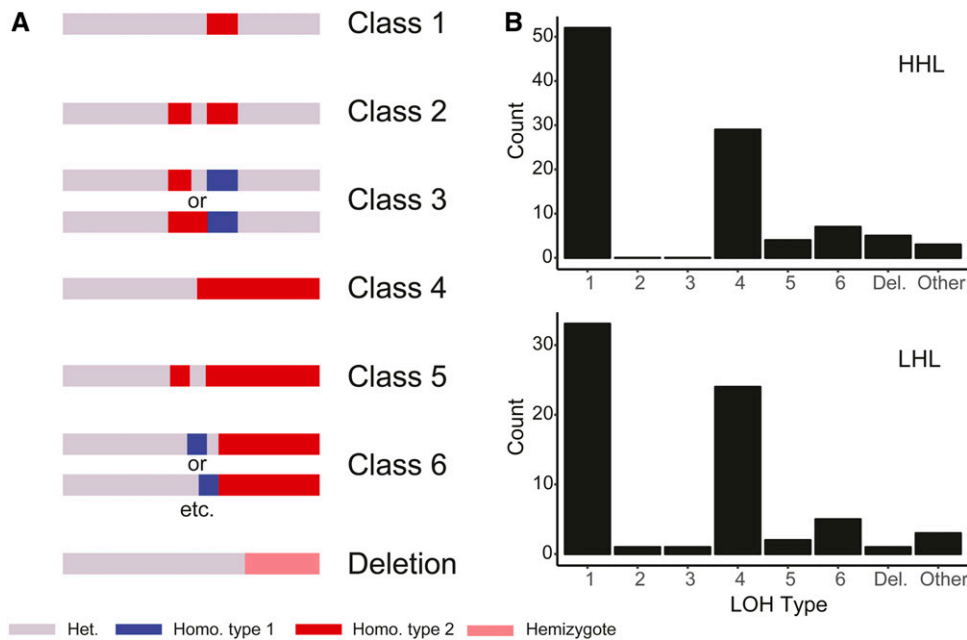 A
Class 1
Class 2
or
Class 3
Class 4
Class 5
or
etc.
Class 6
Deletion
Het.
Homo. type 1
Homo. type 2
Hemizygote
B
HHL
Count
50
40
30
20
10
0
1 2 3 4 5 6 Del. Other
LHL
Count
30
20
10
0
1 2 3 4 5 6 Del. Other
LOH Type